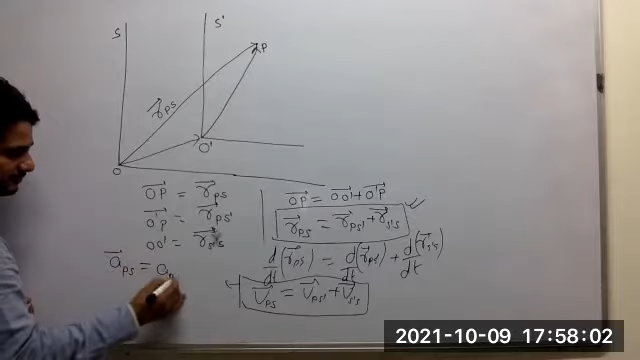 S
S'
P
r⃗PS
O'
O
OP⃗ = r⃗PS
O'P⃗ = r⃗PS'
OO' = r⃗S'S
a⃗PS = aP
OP⃗ = OO'⃗ + O'P⃗
r⃗PS = r⃗PS' + r⃗S'S
d/dt(r⃗PS) = d/dt(r⃗PS') + d(r⃗S'S)/dt
V⃗PS = V⃗PS' + V⃗S'S
2021-10-09 17:58:02